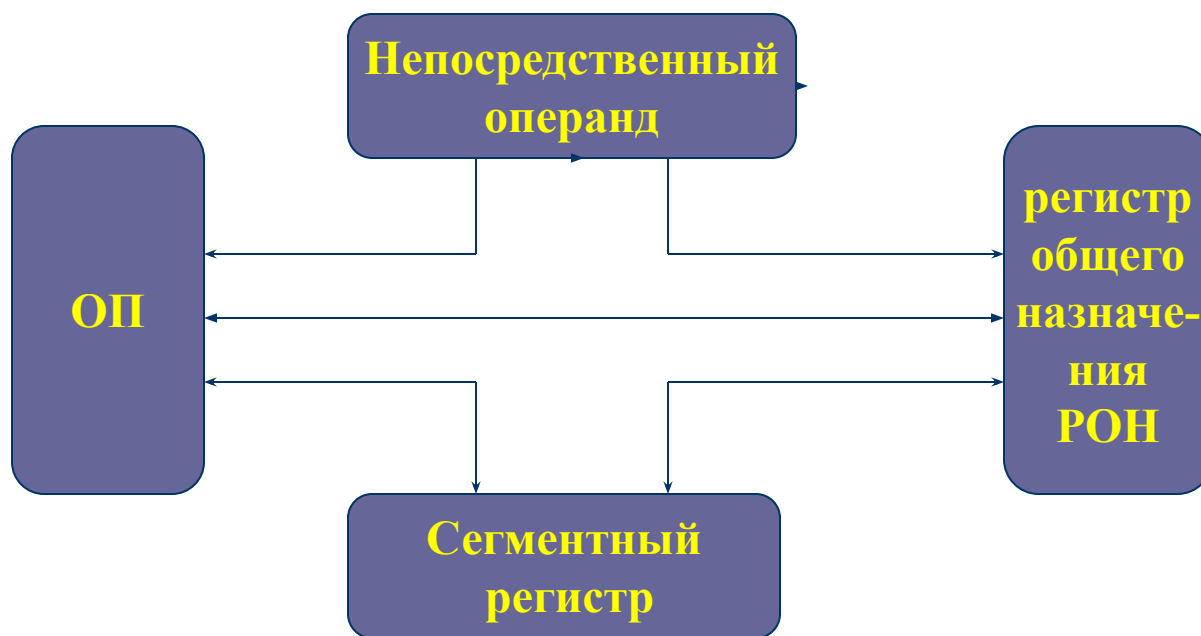 Непосредственный
операнд
ОП
регистр
общего
назначе-
ния
РОН
Сегментный
регистр